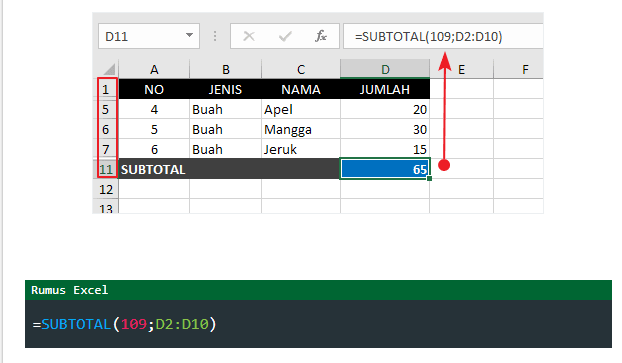 D11 fx =SUBTOTAL(109;D2:D10)
A B C D E F
1 NO JENIS NAMA JUMLAH
5 4 Buah Apel 20
6 5 Buah Mangga 30
7 6 Buah Jeruk 15
11 SUBTOTAL 65
12
13
Rumus Excel
=SUBTOTAL(109;D2:D10)